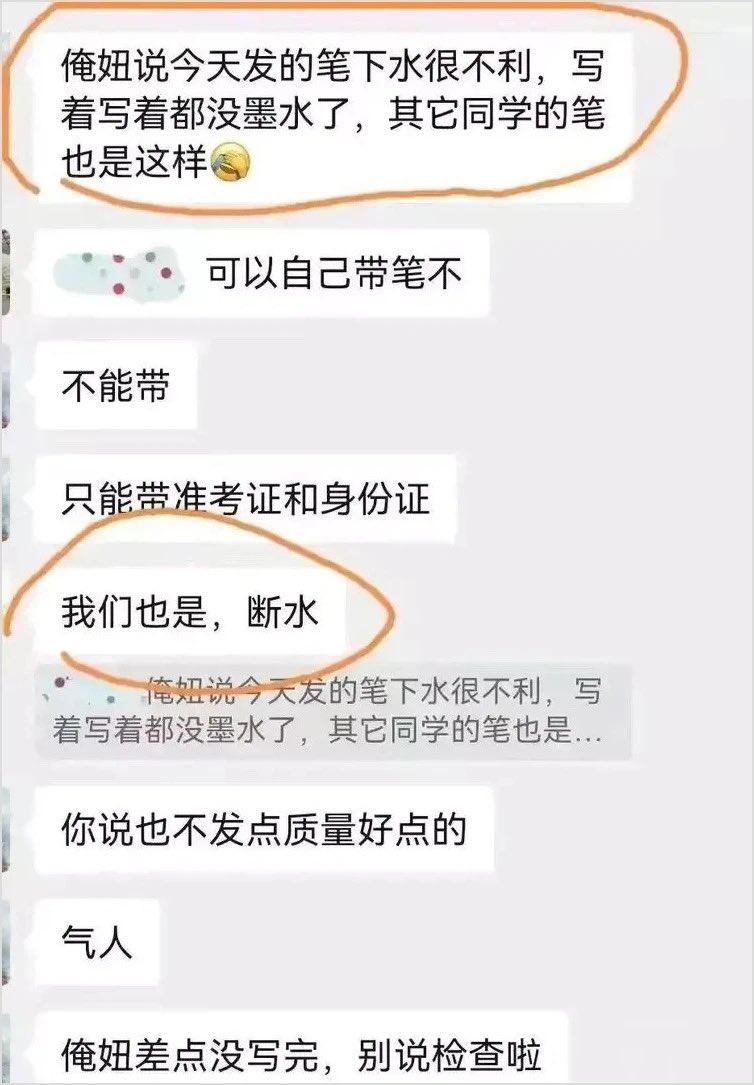 俺妞说今天发的笔下水很不利，写
着写着都没墨水了，其它同学的笔
也是这样
可以自己带笔不
不能带
只能带准考证和身份证
我们也是，断水
俺妞说今天发的笔下水很不利，写
着写着都没墨水了，其它同学的笔也是...
你说也不发点质量好点的
气人
俺妞差点没写完，别说检查啦